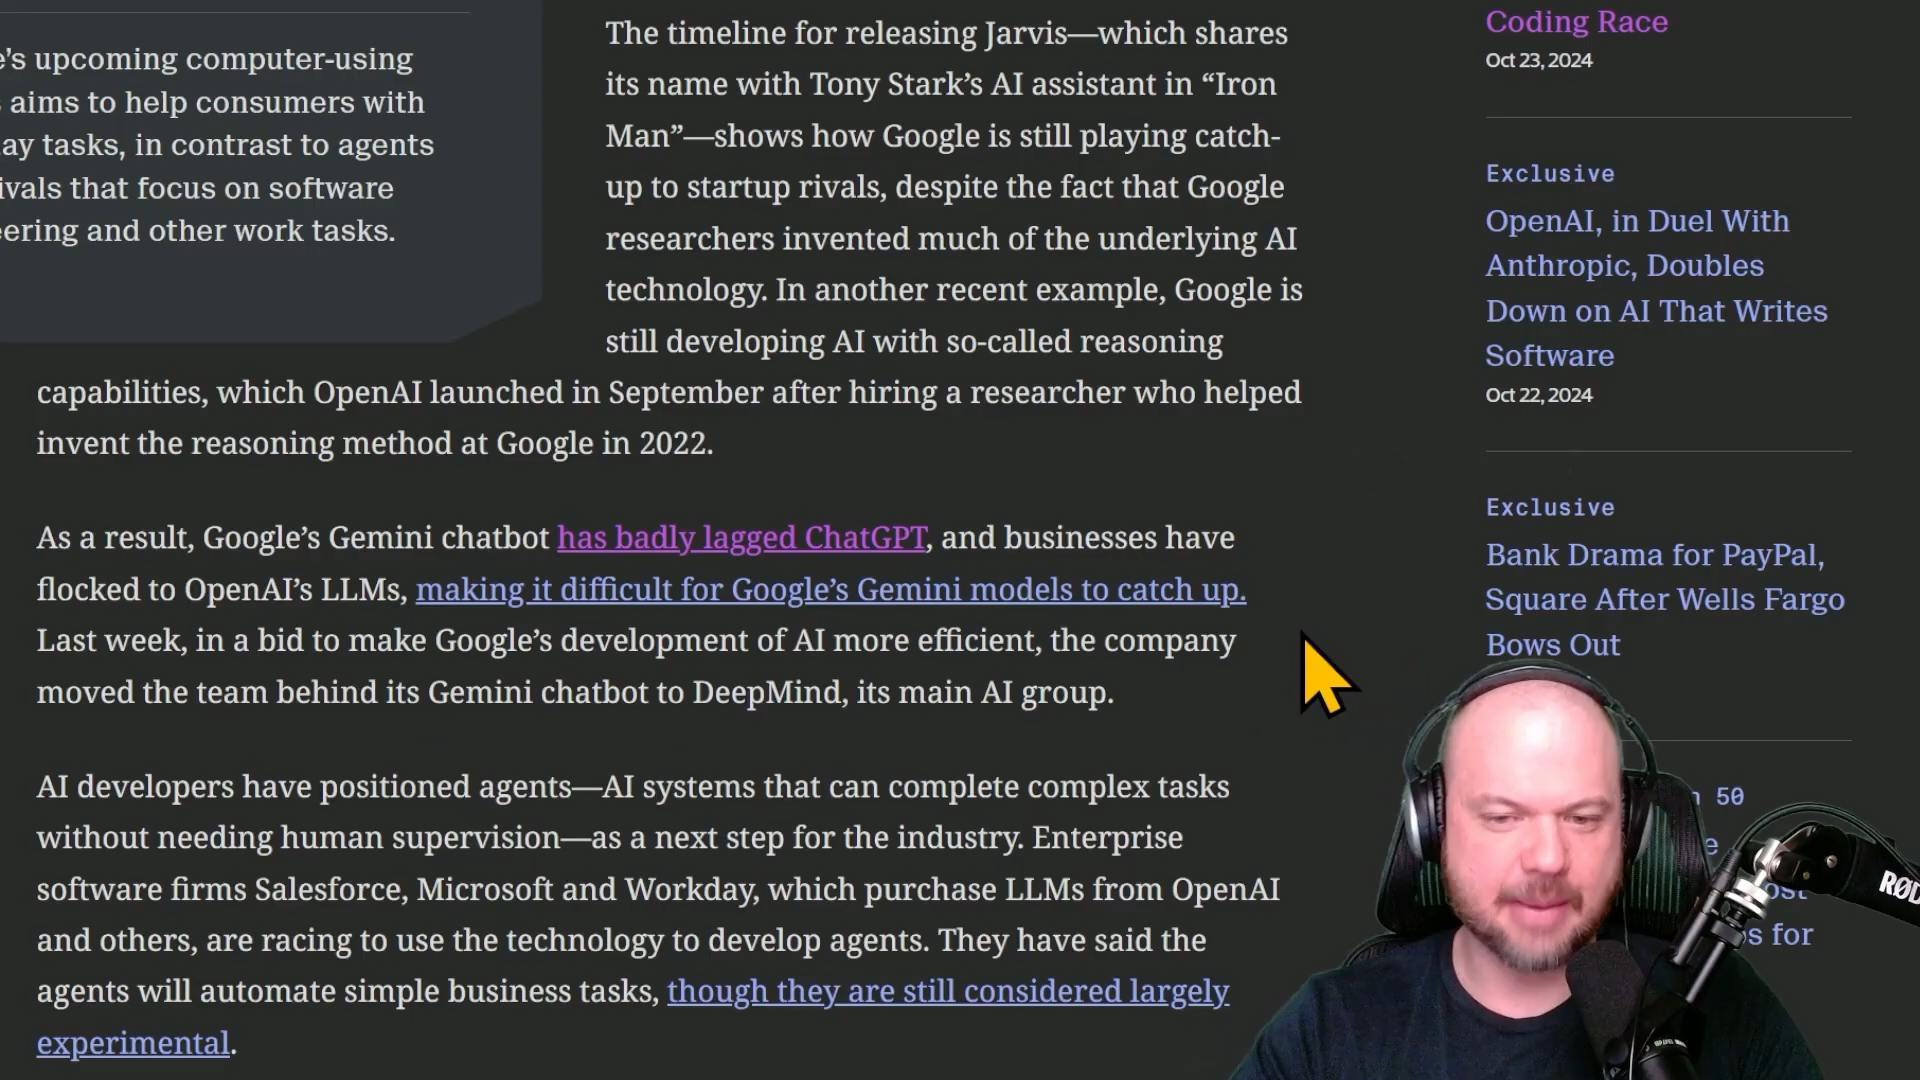 e’s upcoming computer-using
aims to help consumers with
ay tasks, in contrast to agents
ivals that focus on software
eering and other work tasks.
The timeline for releasing Jarvis—which shares
its name with Tony Stark’s AI assistant in “Iron
Man”—shows how Google is still playing catch-
up to startup rivals, despite the fact that Google
researchers invented much of the underlying AI
technology. In another recent example, Google is
still developing AI with so-called reasoning
capabilities, which OpenAI launched in September after hiring a researcher who helped
invent the reasoning method at Google in 2022.
As a result, Google’s Gemini chatbot has badly lagged ChatGPT, and businesses have
flocked to OpenAI’s LLMs, making it difficult for Google’s Gemini models to catch up.
Last week, in a bid to make Google’s development of AI more efficient, the company
moved the team behind its Gemini chatbot to DeepMind, its main AI group.
AI developers have positioned agents—AI systems that can complete complex tasks
without needing human supervision—as a next step for the industry. Enterprise
software firms Salesforce, Microsoft and Workday, which purchase LLMs from OpenAI
and others, are racing to use the technology to develop agents. They have said the
agents will automate simple business tasks, though they are still considered largely
experimental.
Coding Race
Oct 23, 2024
Exclusive
OpenAI, in Duel With
Anthropic, Doubles
Down on AI That Writes
Software
Oct 22, 2024
Exclusive
Bank Drama for PayPal,
Square After Wells Fargo
Bows Out
50
for
RØD